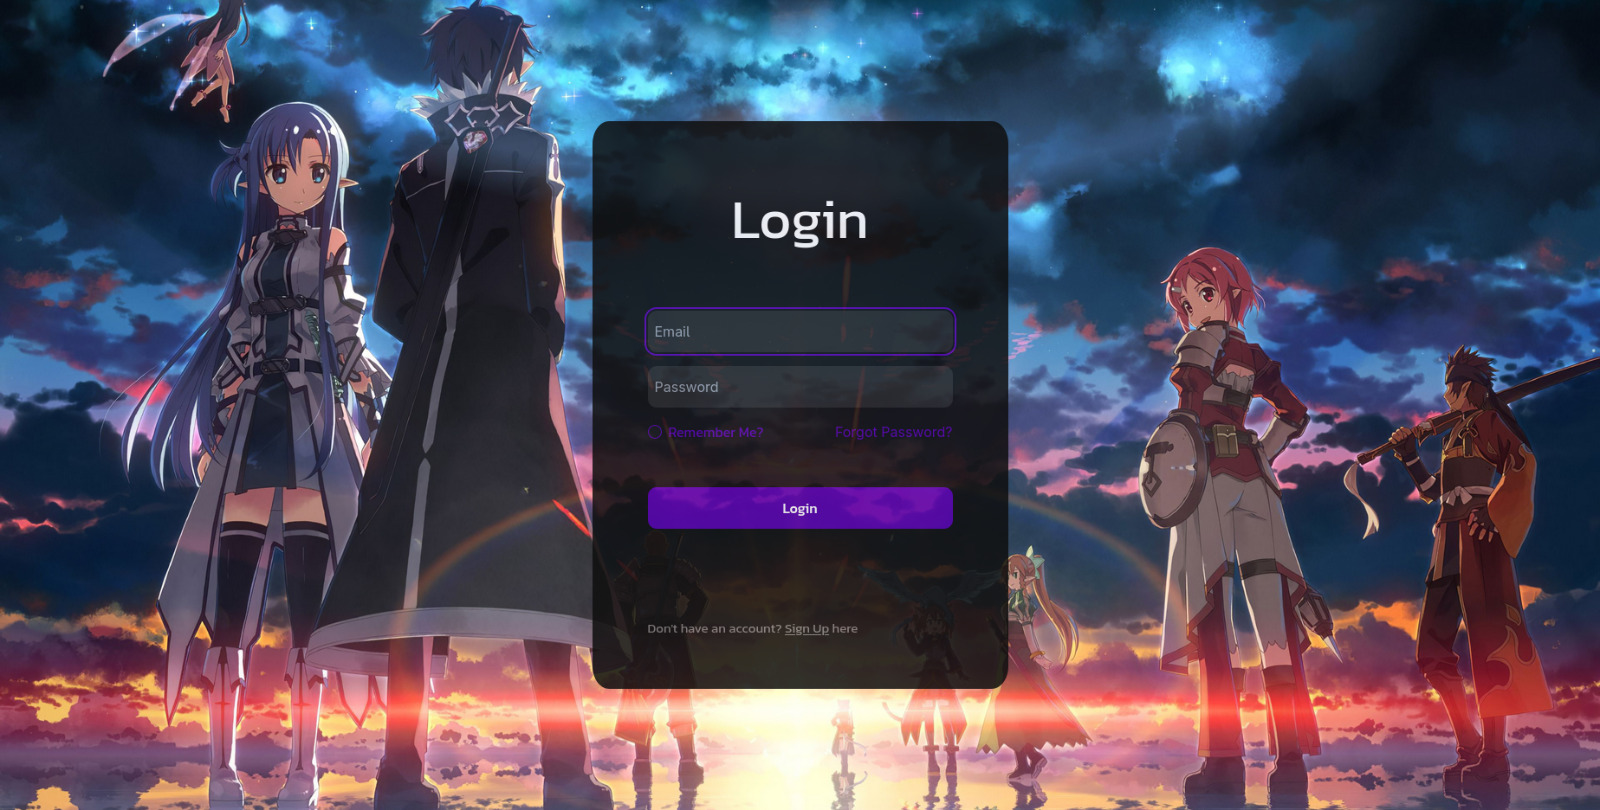 Login
Email
Password
Remember Me? Forgot Password?
Login
Don't have an account? Sign Up here